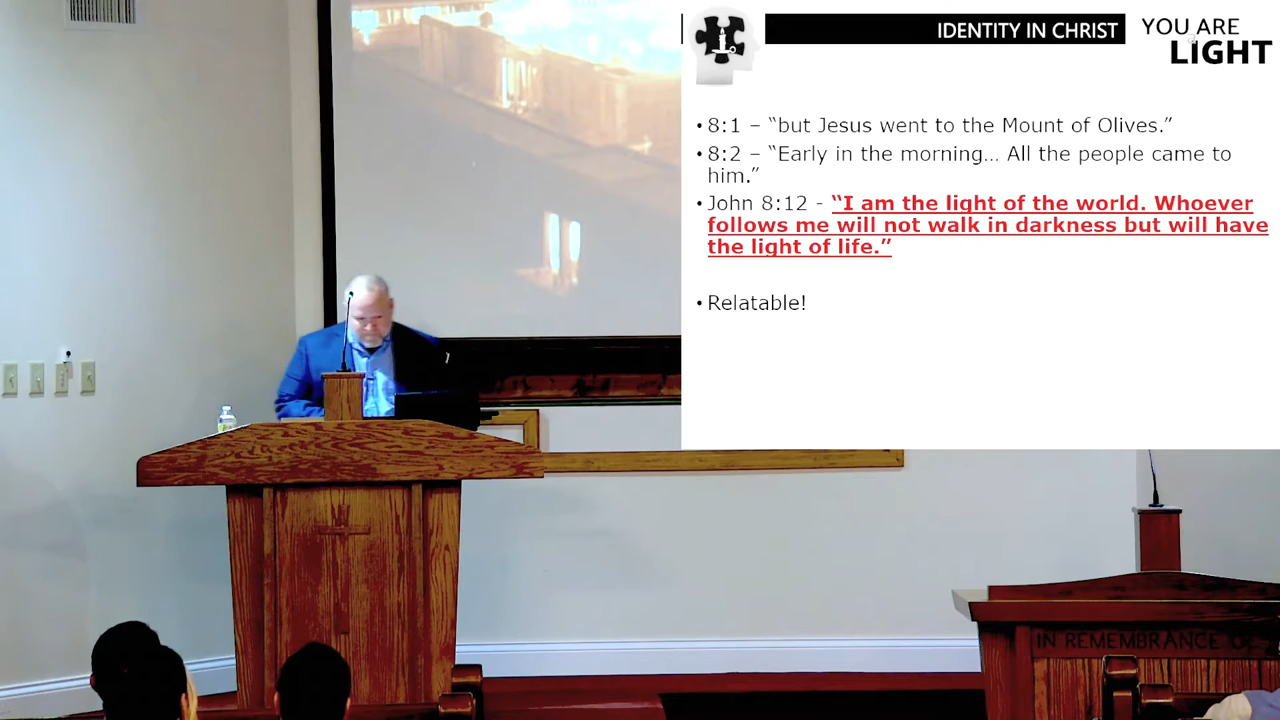 IDENTITY IN CHRIST
YOU ARE
LIGHT
• 8:1 – “but Jesus went to the Mount of Olives.”
• 8:2 – “Early in the morning… All the people came to
him.”
• John 8:12 - “I am the light of the world. Whoever
follows me will not walk in darkness but will have
the light of life.”
• Relatable!
IN REMEMBRANCE